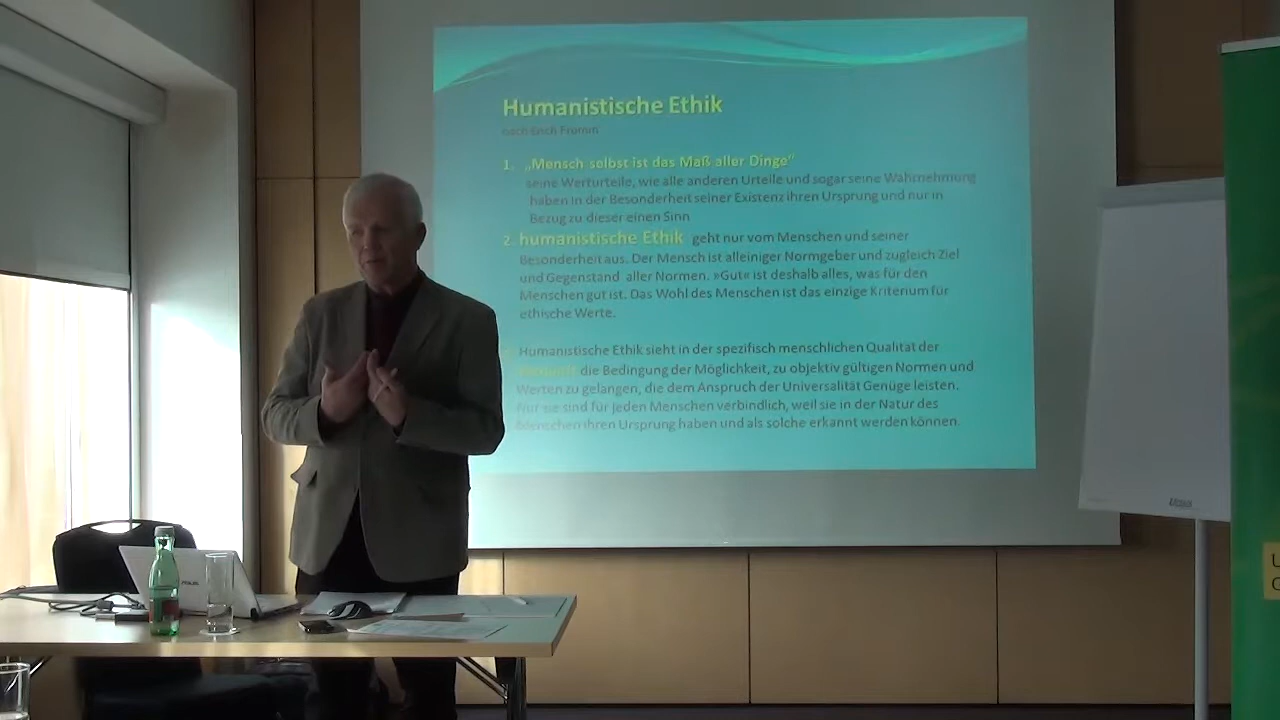 Humanistische Ethik
nach Erich Fromm
1. „Mensch selbst ist das Maß aller Dinge“
seine Werturteile, wie alle anderen Urteile und sogar seine Wahrnehmung
haben in der Besonderheit seiner Existenz ihren Ursprung und nur in
Bezug zu dieser einen Sinn
2. humanistische Ethik geht nur vom Menschen und seiner
Besonderheit aus. Der Mensch ist alleiniger Normgeber und zugleich Ziel
und Gegenstand aller Normen. »Gut« ist deshalb alles, was für den
Menschen gut ist. Das Wohl des Menschen ist das einzige Kriterium für
ethische Werte.
Humanistische Ethik sieht in der spezifisch menschlichen Qualität der
die Bedingung der Möglichkeit, zu objektiv gültigen Normen und
Werten zu gelangen, die dem Anspruch der Universalität Genüge leisten.
Nur sie sind für jeden Menschen verbindlich, weil sie in der Natur des
Menschen ihren Ursprung haben und als solche erkannt werden können.